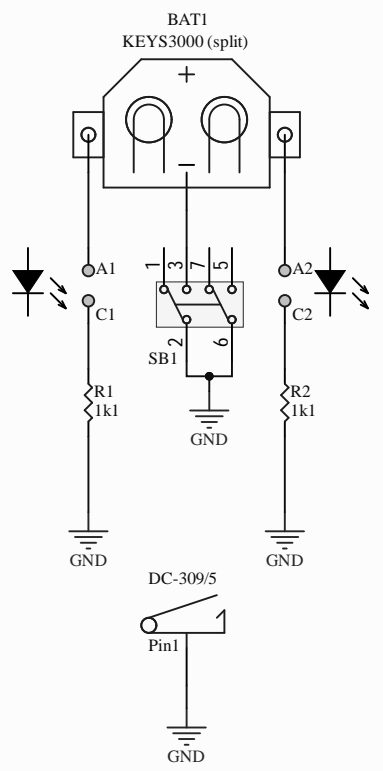 BAT1
KEYS3000 (split)
+
−
1 3 7 5
A1
A2
C1
C2
2 6
SB1
R1
1k1
R2
1k1
GND
GND
GND
DC-309/5
Pin1
GND